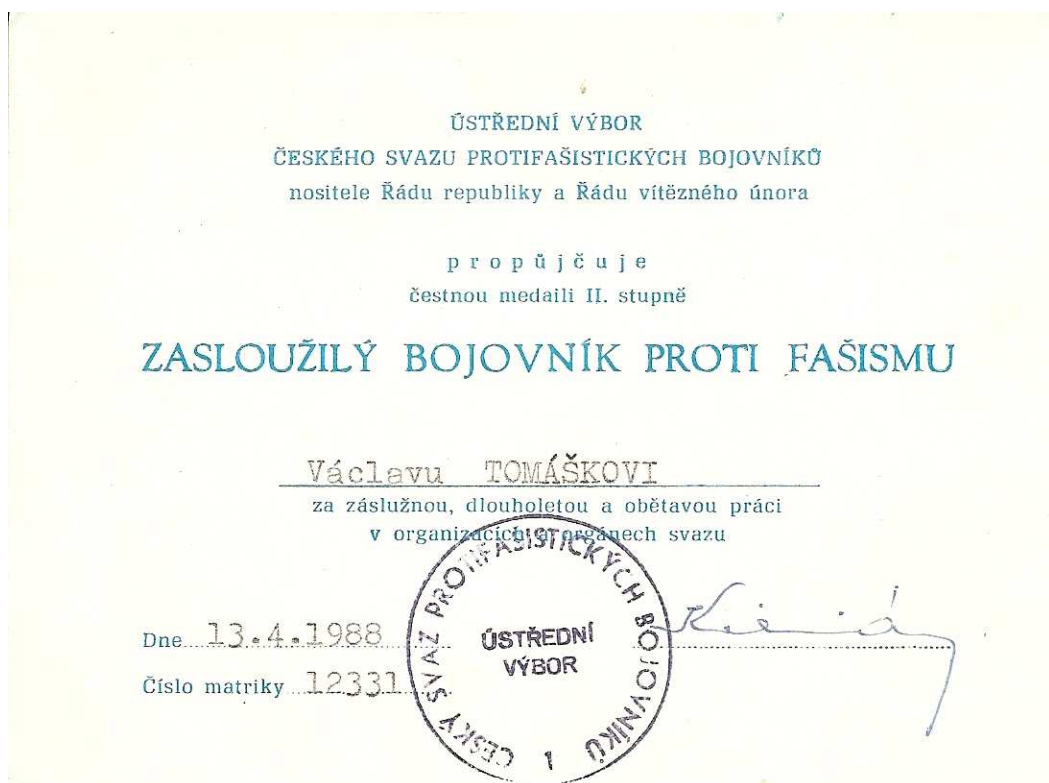 ÚSTŘEDNÍ VÝBOR
ČESKÉHO SVAZU PROTIFAŠISTICKÝCH BOJOVNÍKŮ
nositele Řádu republiky a Řádu vítězného února
propůjčuje
čestnou medaili II. stupně
ZASLOUŽILÝ BOJOVNÍK PROTI FAŠISMU
Václavu TOMÁŠKOVI
za záslužnou, dlouholetou a obětavou práci
v organizacích a orgánech svazu
Dne 13.4.1988
Číslo matriky 12331
ČESKÝ SVAZ PROTIFAŠISTICKÝCH BOJOVNÍKŮ
ÚSTŘEDNÍ
VÝBOR
1